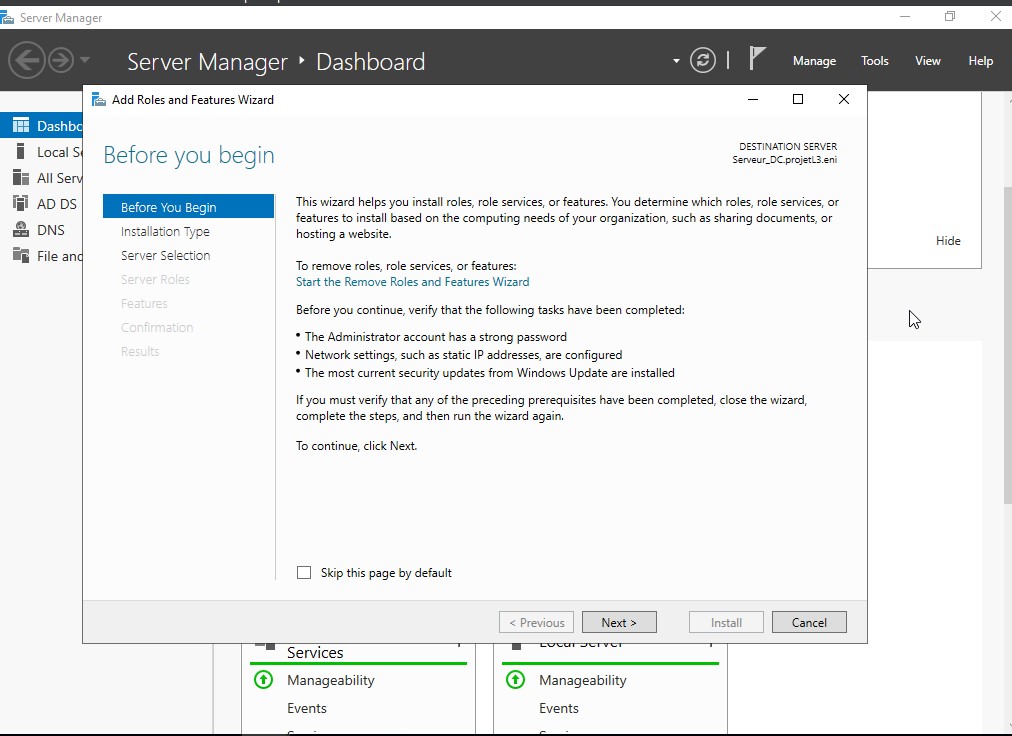 Server Manager
Server Manager ‣ Dashboard
Manage Tools View Help
Add Roles and Features Wizard
Dashbo
Local Se
All Serv
AD DS
DNS
File and
Before you begin
DESTINATION SERVER
Serveur_DC.projetL3.eni
Before You Begin
Installation Type
Server Selection
Server Roles
Features
Confirmation
Results
This wizard helps you install roles, role services, or features. You determine which roles, role services, or
features to install based on the computing needs of your organization, such as sharing documents, or
hosting a website.
To remove roles, role services, or features:
Start the Remove Roles and Features Wizard
Before you continue, verify that the following tasks have been completed:
• The Administrator account has a strong password
• Network settings, such as static IP addresses, are configured
• The most current security updates from Windows Update are installed
If you must verify that any of the preceding prerequisites have been completed, close the wizard,
complete the steps, and then run the wizard again.
To continue, click Next.
Skip this page by default
< Previous Next > Install Cancel
Hide
Services
Manageability
Events
Local Server
Manageability
Events